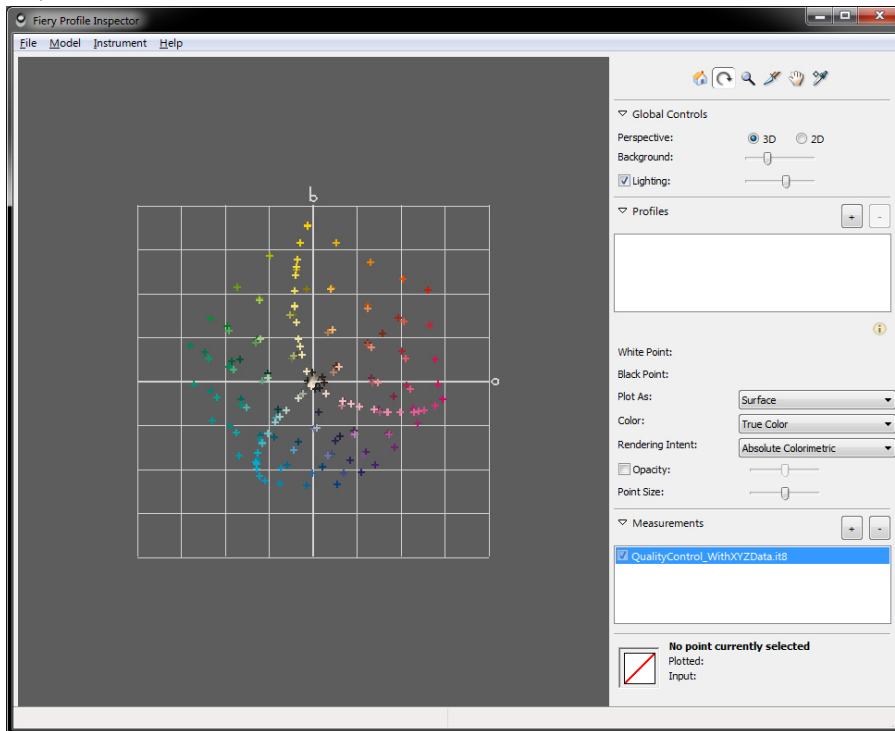 Fiery Profile Inspector
File Model Instrument Help
Global Controls
Perspective: 3D 2D
Background:
Lighting:
b
Profiles
+ -
a
White Point:
Black Point:
Plot As: Surface
Color: True Color
Rendering Intent: Absolute Colorimetric
Opacity:
Point Size:
Measurements
+ -
QualityControl_WithXYZData.it8
No point currently selected
Plotted:
Input: